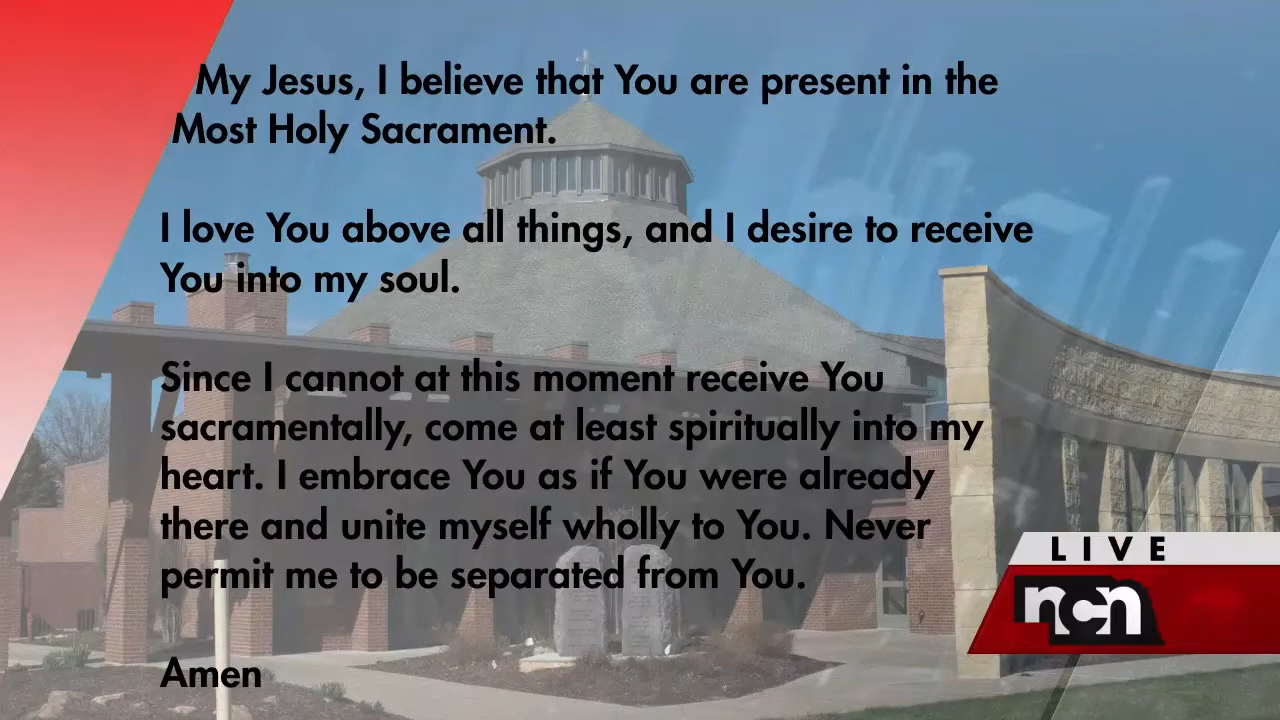 My Jesus, I believe that You are present in the
Most Holy Sacrament.
I love You above all things, and I desire to receive
You into my soul.
Since I cannot at this moment receive You
sacramentally, come at least spiritually into my
heart. I embrace You as if You were already
there and unite myself wholly to You. Never
permit me to be separated from You.
Amen
LIVE
ncn